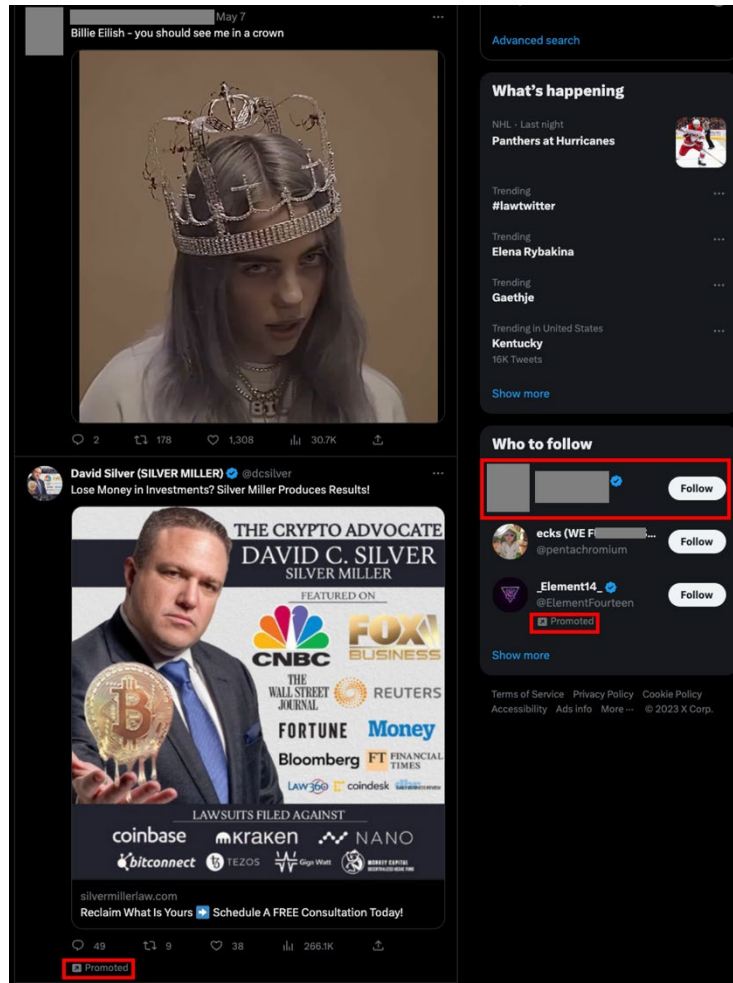 May 7
Billie Eilish - you should see me in a crown
2 178 1,308 30.7K
David Silver (SILVER MILLER) @dcsilver
Lose Money in Investments? Silver Miller Produces Results!
THE CRYPTO ADVOCATE
DAVID C. SILVER
SILVER MILLER
FEATURED ON
CNBC
FOX
BUSINESS
THE
WALL STREET
JOURNAL
REUTERS
FORTUNE Money
Bloomberg FT FINANCIAL
TIMES
LAW360 coindesk
LAWSUITS FILED AGAINST
coinbase mkraken NANO
bitconnect TEZOS Giga Watt MONKEY CAPITAL
silvermillerlaw.com
Reclaim What Is Yours ➡️ Schedule A FREE Consultation Today!
49 9 38 266.1K
Promoted
Advanced search
What's happening
NHL · Last night
Panthers at Hurricanes
Trending
#lawtwitter
Trending
Elena Rybakina
Trending
Gaethje
Trending in United States
Kentucky
16K Tweets
Show more
Who to follow
Follow
ecks (WE F
@pentachromium
Follow
_Element14_
@ElementFourteen
Follow
Promoted
Show more
Terms of Service Privacy Policy Cookie Policy
Accessibility Ads info More ··· © 2023 X Corp.